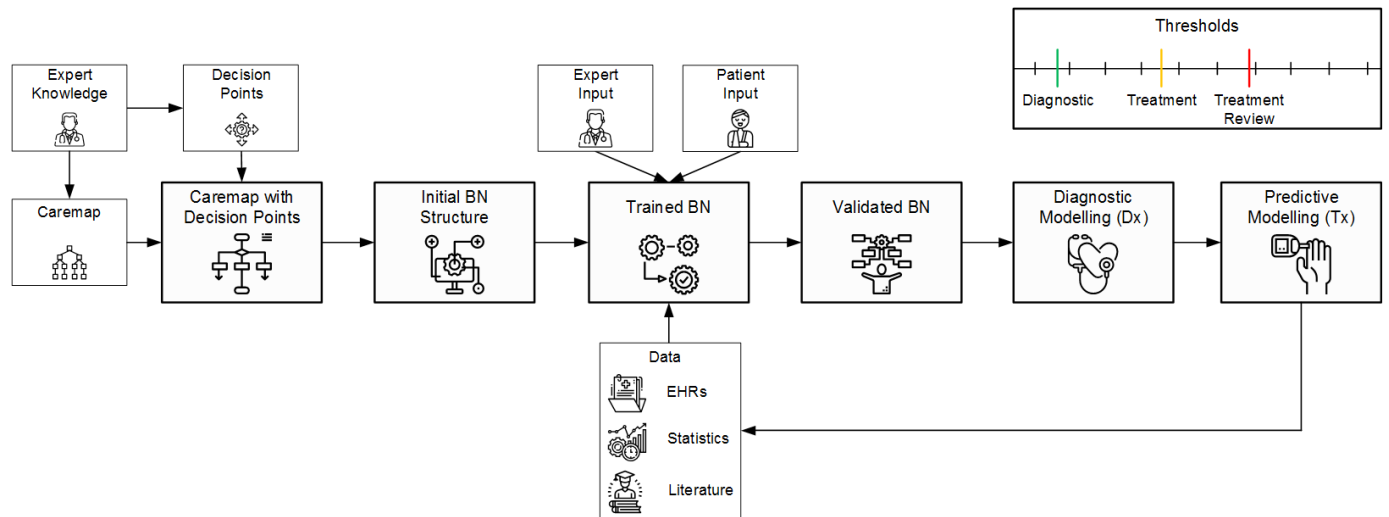 Thresholds
Diagnostic
Treatment
Treatment
Review
Expert
Knowledge
Decision
Points
Expert
Input
Patient
Input
Caremap
Caremap with
Decision Points
Initial BN
Structure
Trained BN
Validated BN
Diagnostic
Modelling (Dx)
Predictive
Modelling (Tx)
Data
EHRs
Statistics
Literature